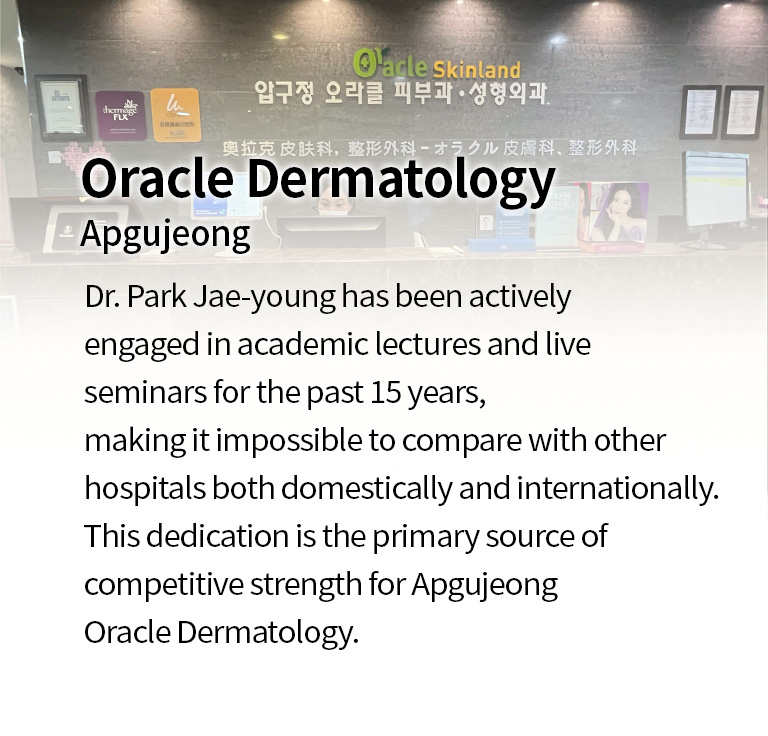 Oracle Skinland
압구정 오라클 피부과·성형외과
thermage
FLX
奧拉克 皮肤科, 整形外科-オラクル 皮膚科、整形外科
Oracle Dermatology
Apgujeong
Dr. Park Jae-young has been actively
engaged in academic lectures and live
seminars for the past 15 years,
making it impossible to compare with other
hospitals both domestically and internationally.
This dedication is the primary source of
competitive strength for Apgujeong
Oracle Dermatology.